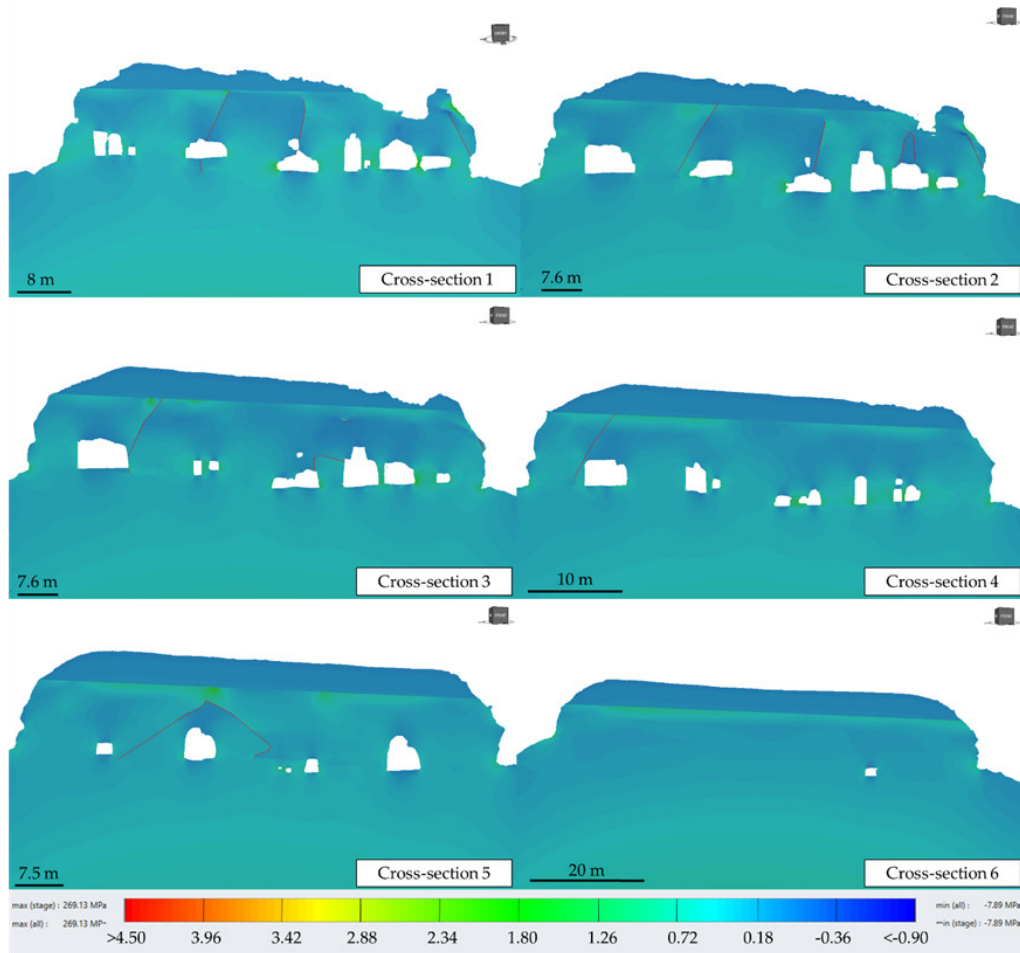 8 m
Cross-section 1
7.6 m
Cross-section 2
7.6 m
Cross-section 3
10 m
Cross-section 4
7.5 m
Cross-section 5
20 m
Cross-section 6
max (stage) : 269.13 MPa
max (all) : 269.13 MPa
min (all) : -7.89 MPa
min (stage) : -7.89 MPa
>4.50 3.96 3.42 2.88 2.34 1.80 1.26 0.72 0.18 -0.36 <-0.90